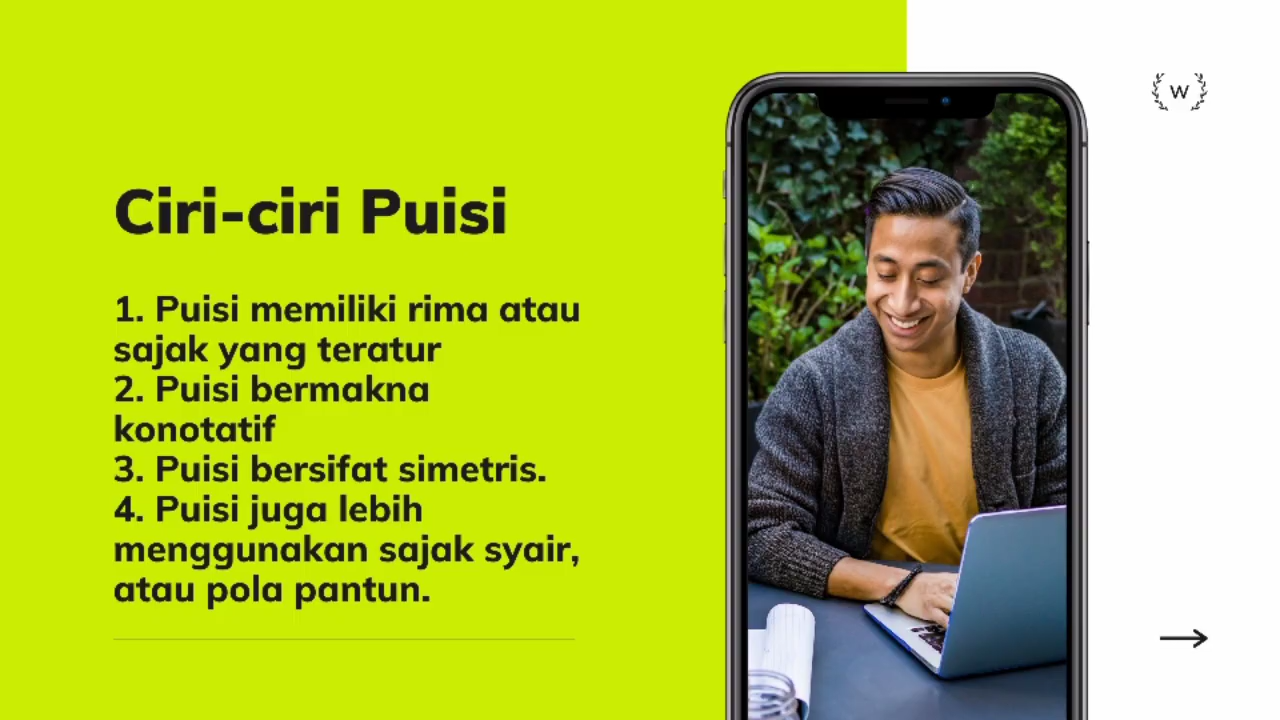 W
Ciri-ciri Puisi
1. Puisi memiliki rima atau
sajak yang teratur
2. Puisi bermakna
konotatif
3. Puisi bersifat simetris.
4. Puisi juga lebih
menggunakan sajak syair,
atau pola pantun.